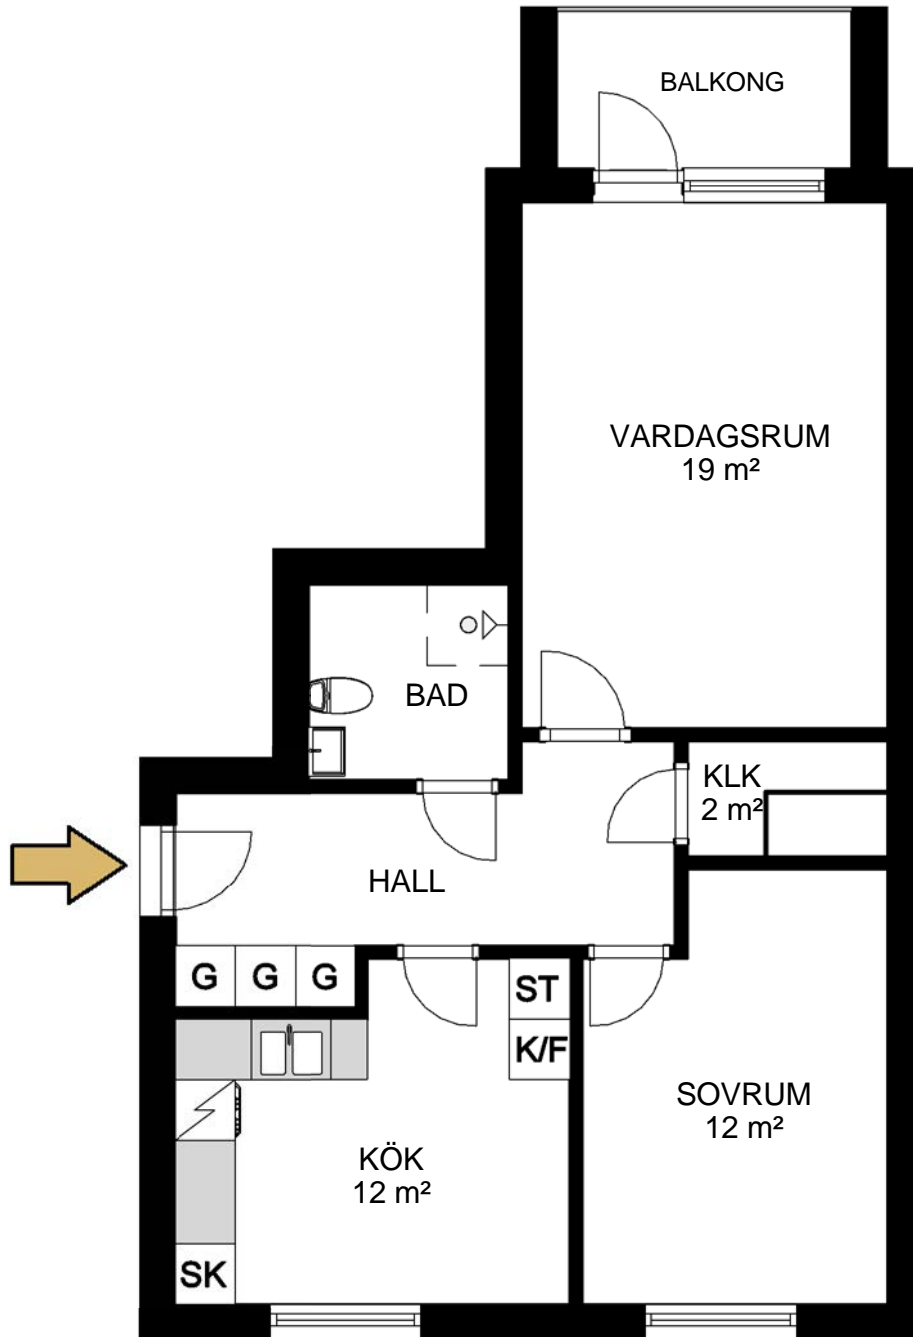 BALKONG
VARDAGSRUM
19 m²
BAD
KLK
2 m²
HALL
G G G
ST
K/F
SOVRUM
12 m²
KÖK
12 m²
SK